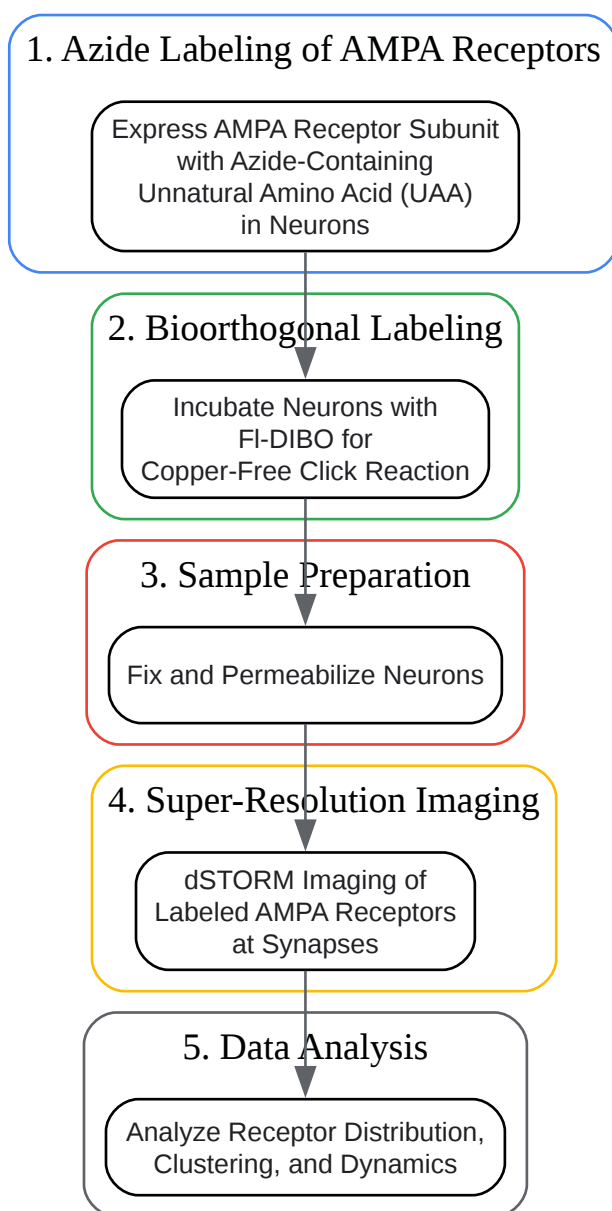 1. Azide Labeling of AMPA Receptors
Express AMPA Receptor Subunit
with Azide-Containing
Unnatural Amino Acid (UAA)
in Neurons
2. Bioorthogonal Labeling
Incubate Neurons with
Fl-DIBO for
Copper-Free Click Reaction
3. Sample Preparation
Fix and Permeabilize Neurons
4. Super-Resolution Imaging
dSTORM Imaging of
Labeled AMPA Receptors
at Synapses
5. Data Analysis
Analyze Receptor Distribution,
Clustering, and Dynamics